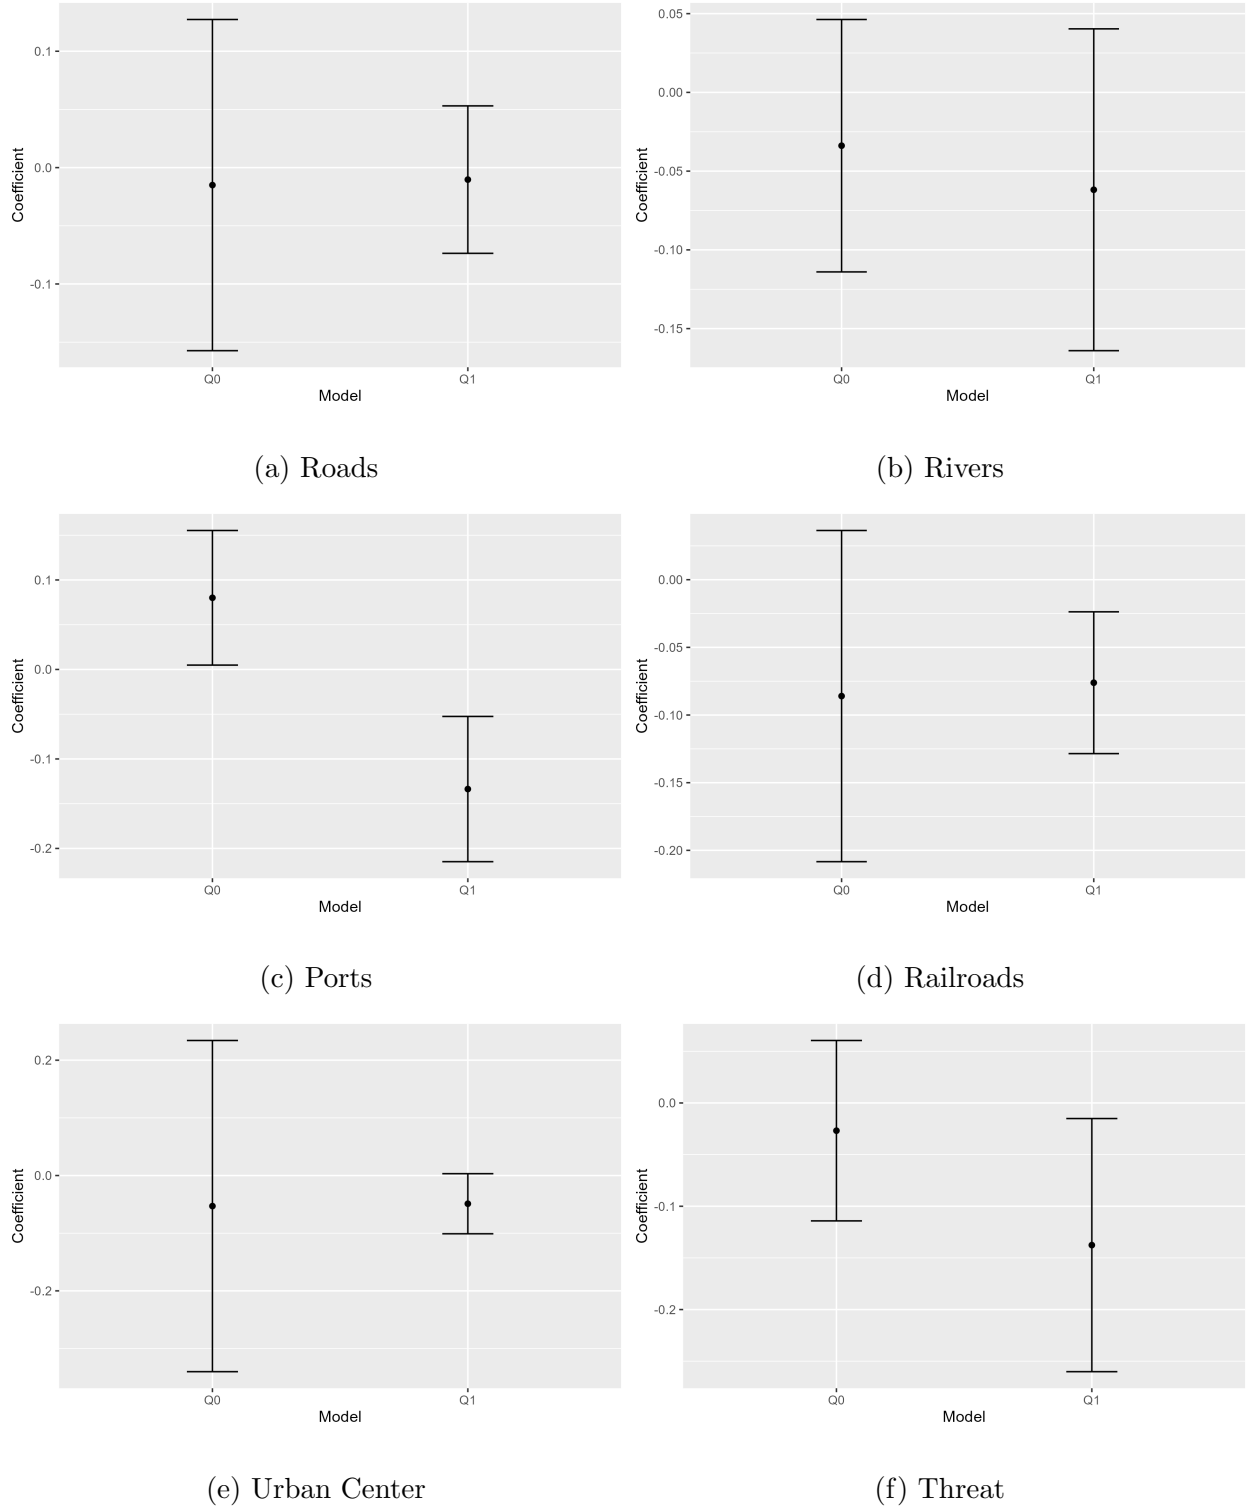 Coefficient
0.1
0.0
-0.1
Q0 Q1
Model
(a) Roads
Coefficient
0.05
0.00
-0.05
-0.10
-0.15
Q0 Q1
Model
(b) Rivers
Coefficient
0.1
0.0
-0.1
-0.2
Q0 Q1
Model
(c) Ports
Coefficient
0.00
-0.05
-0.10
-0.15
-0.20
Q0 Q1
Model
(d) Railroads
Coefficient
0.2
0.0
-0.2
Q0 Q1
Model
(e) Urban Center
Coefficient
0.0
-0.1
-0.2
Q0 Q1
Model
(f) Threat